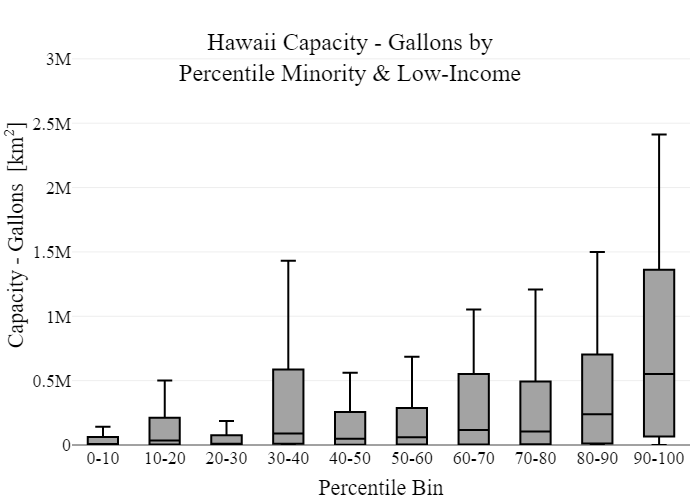 Hawaii Capacity - Gallons by
Percentile Minority & Low-Income
Capacity - Gallons [km²]
3M
2.5M
2M
1.5M
1M
0.5M
0
0-10 10-20 20-30 30-40 40-50 50-60 60-70 70-80 80-90 90-100
Percentile Bin